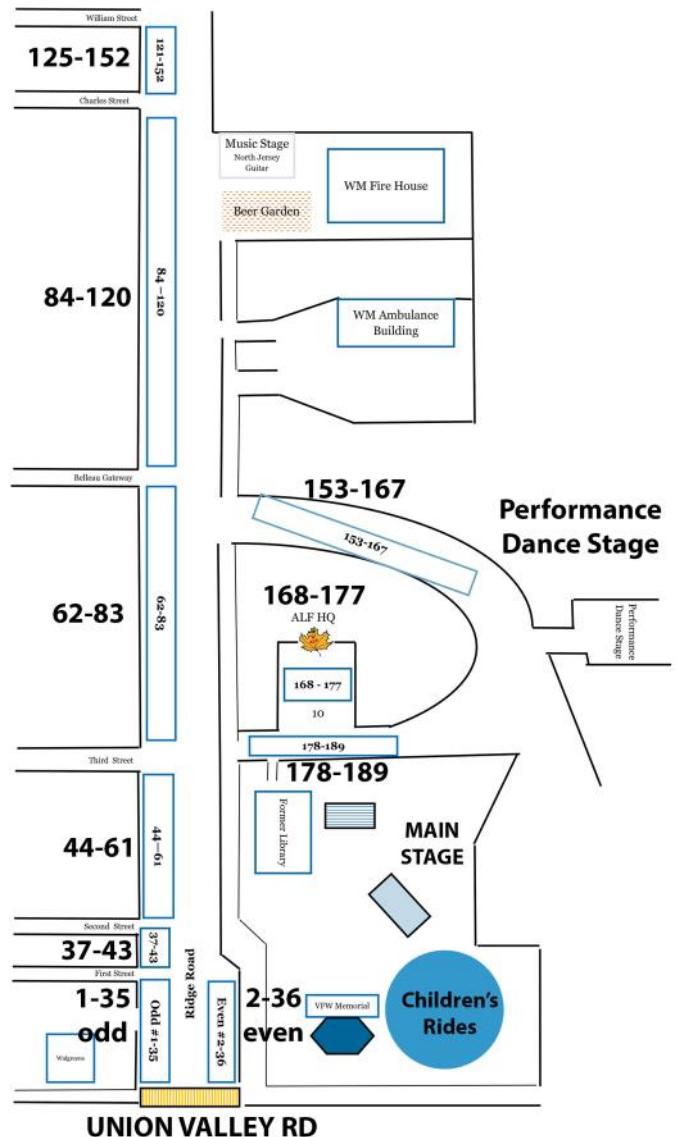 William Street
125-152
121-152
Charles Street
Music Stage
North Jersey
Guitar
WM Fire House
Beer Garden
84-120
84 – 120
WM Ambulance
Building
Belleau Gateway
153-167
153-167
Performance
Dance Stage
62-83
62-83
168-177
ALF HQ
168 - 177
10
Performance
Dance Stage
178-189
178-189
Third Street
44-61
44—61
Former Library
MAIN
STAGE
Second Street
37-43
37-43
First Street
1-35
odd
Odd #1-35
Ridge Road
Even #2-36
2-36
even
VFW Memorial
Children's
Rides
Walgreens
UNION VALLEY RD